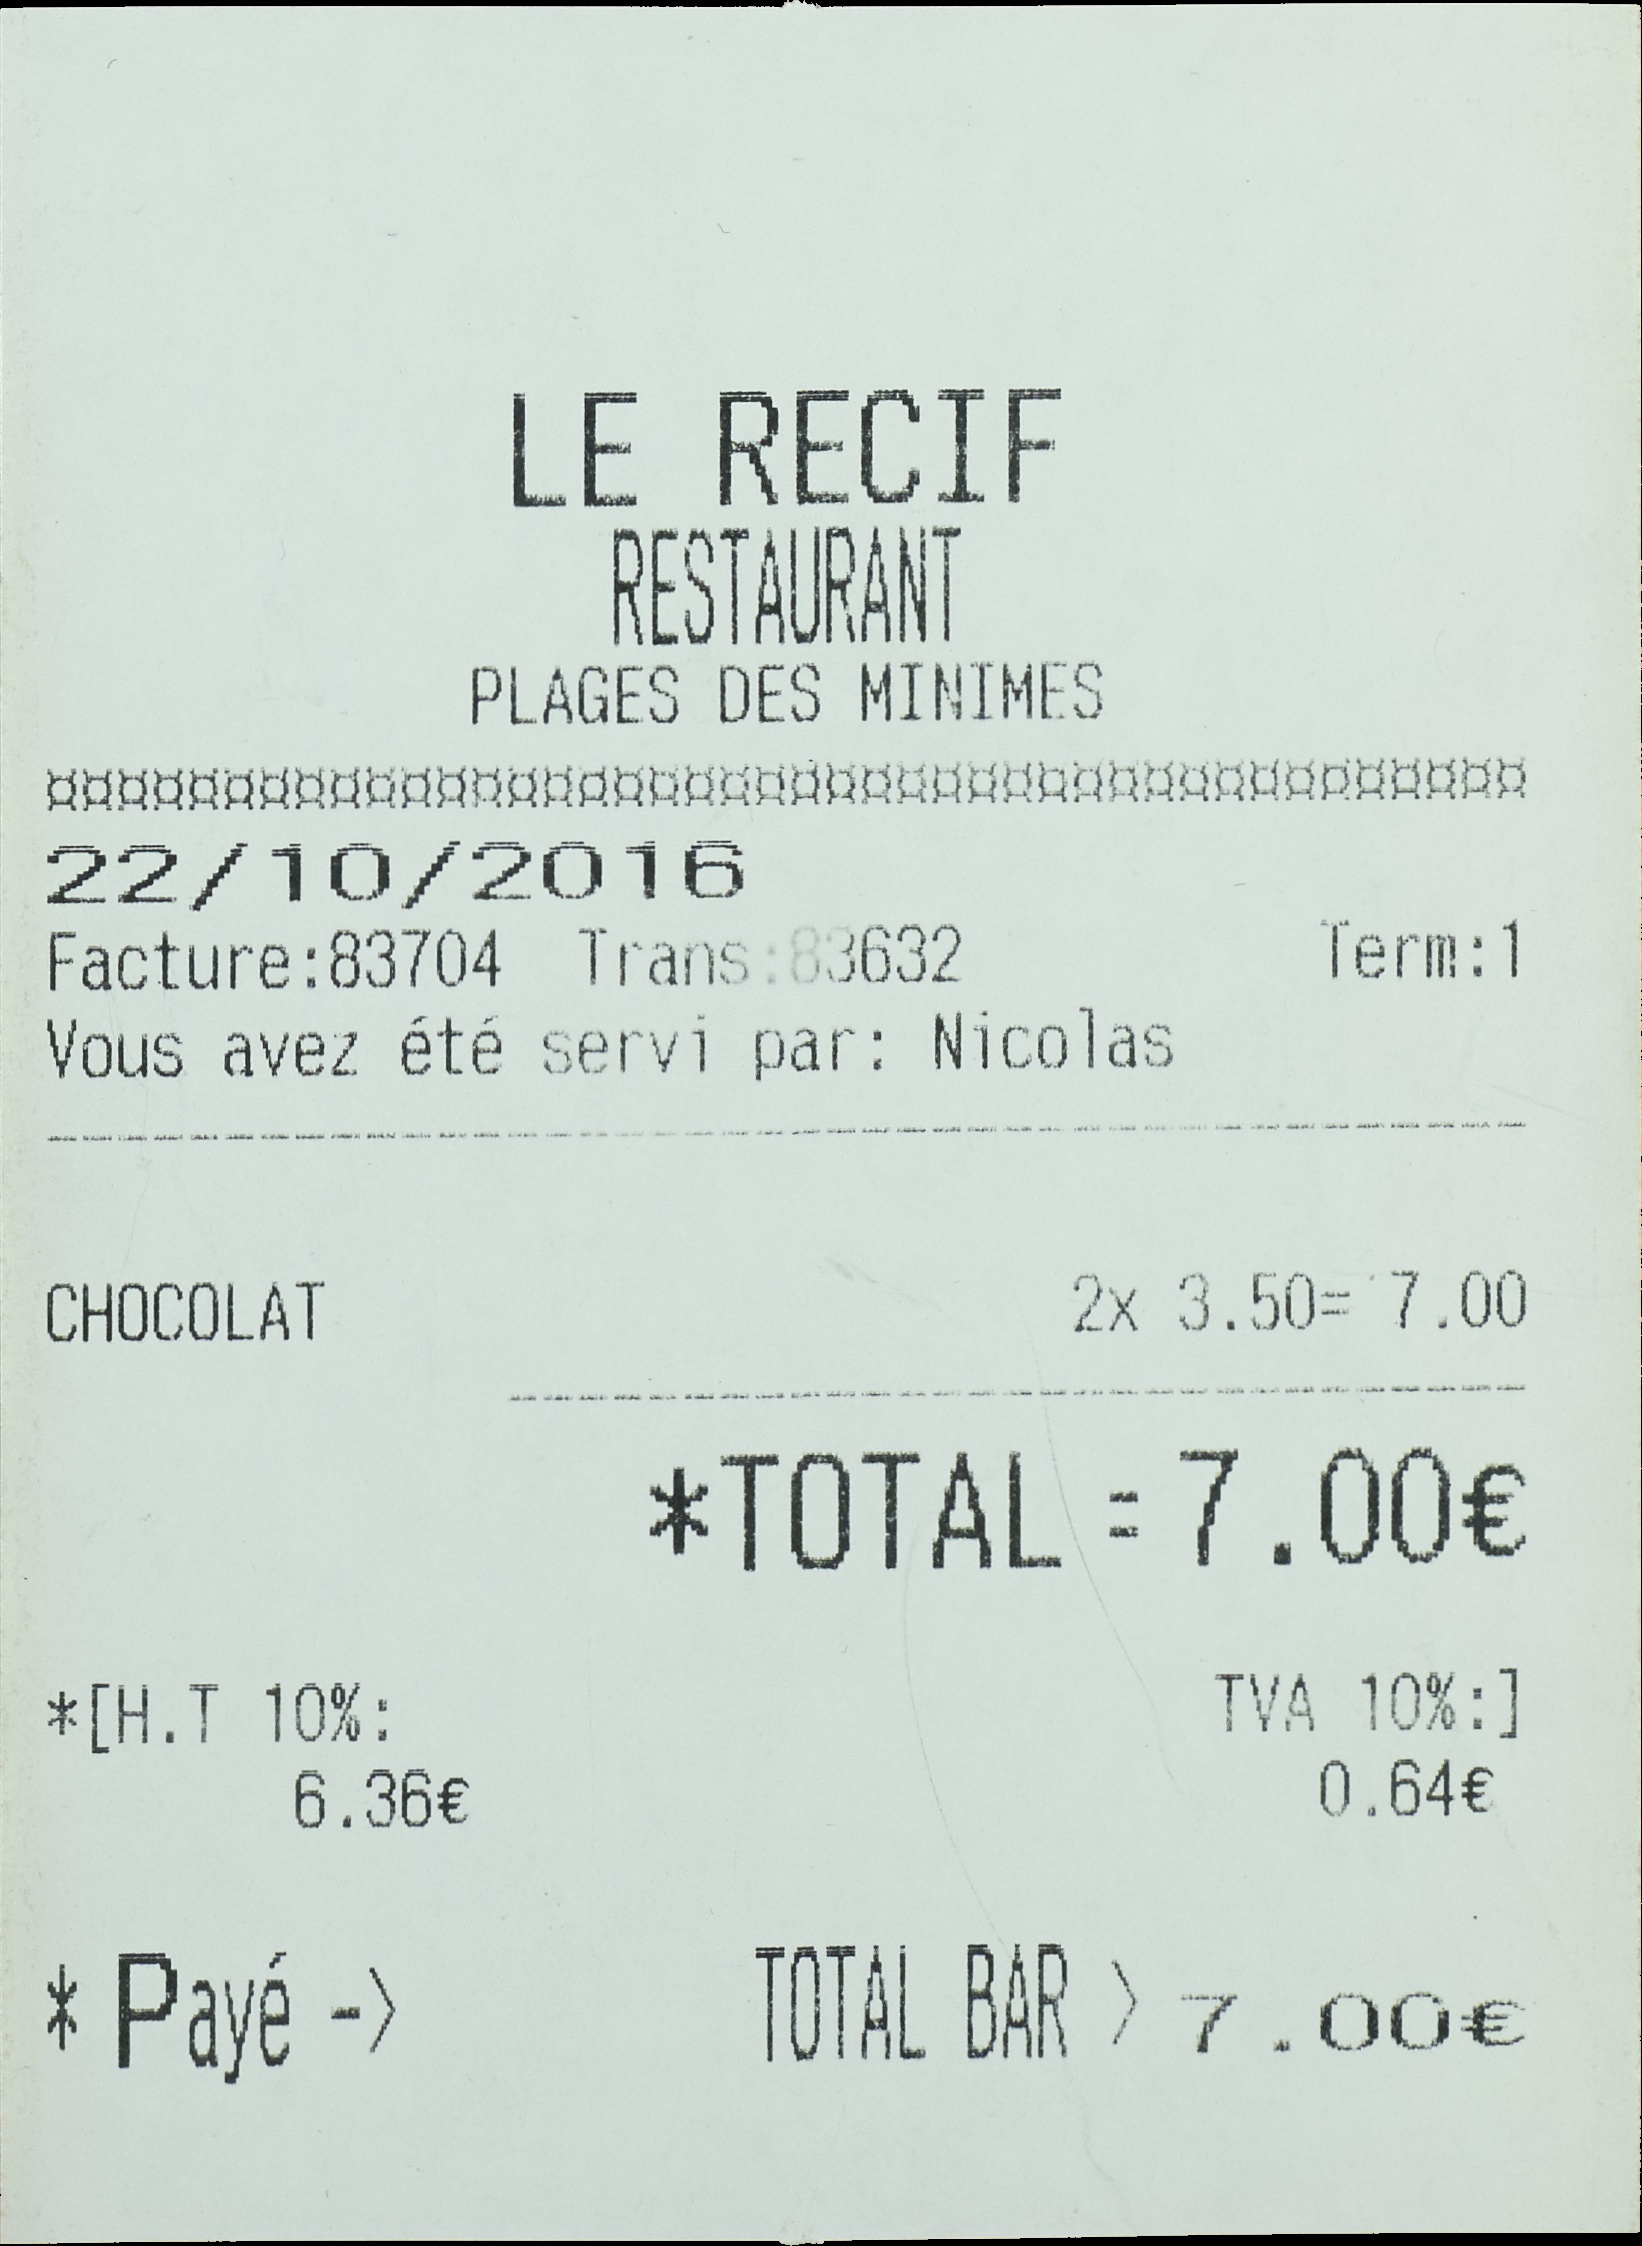 LE RECIF
RESTAURANT
PLAGES DES MINIMES
¤¤¤¤¤¤¤¤¤¤¤¤¤¤¤¤¤¤¤¤¤¤¤¤¤¤¤¤¤¤¤¤¤¤¤¤¤¤¤¤¤¤
22/10/2016
Facture:83704 Trans:83632 Term:1
Vous avez été servi par: Nicolas
------------------------------------------
CHOCOLAT 2x 3.50= 7.00
-----------------------------
*TOTAL = 7.00€
*[H.T 10%: TVA 10%:]
6.36€ 0.64€
* Payé -> TOTAL BAR > 7.00€